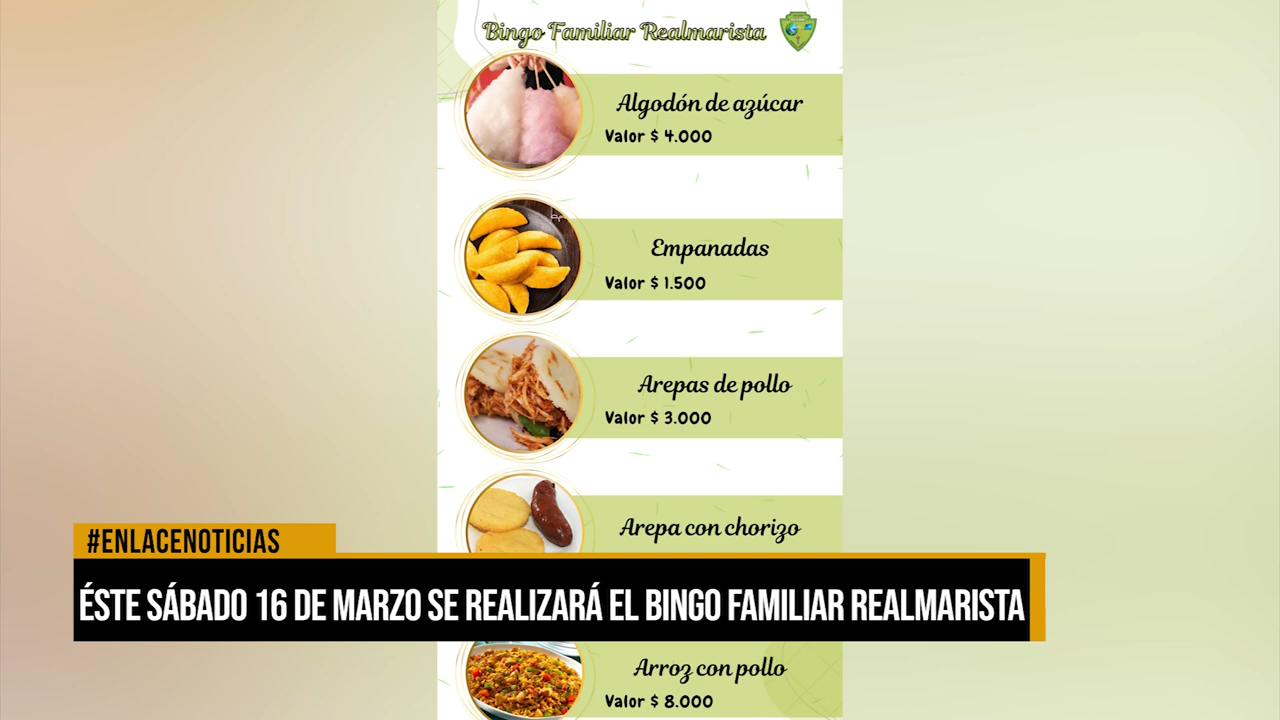 Bingo Familiar Realmarista
Algodón de azúcar
Valor $ 4.000
Empanadas
Valor $ 1.500
Arepas de pollo
Valor $ 3.000
Arepa con chorizo
#ENLACENOTICIAS
ÉSTE SÁBADO 16 DE MARZO SE REALIZARÁ EL BINGO FAMILIAR REALMARISTA
Arroz con pollo
Valor $ 8.000